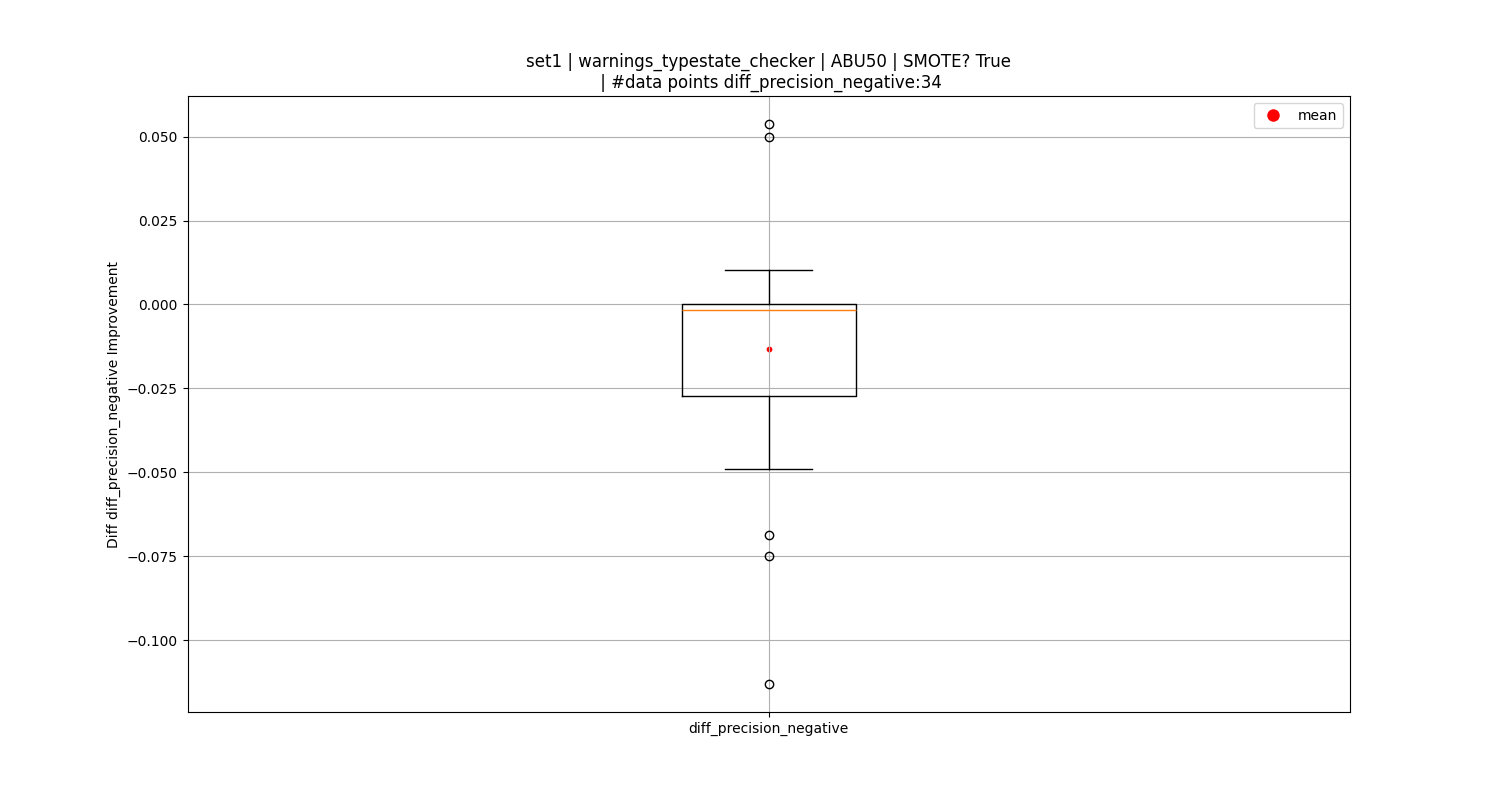 set1 | warnings_typestate_checker | ABU50 | SMOTE? True
| #data points diff_precision_negative:34
mean
0.050
0.025
0.000
−0.025
−0.050
−0.075
−0.100
Diff diff_precision_negative Improvement
diff_precision_negative